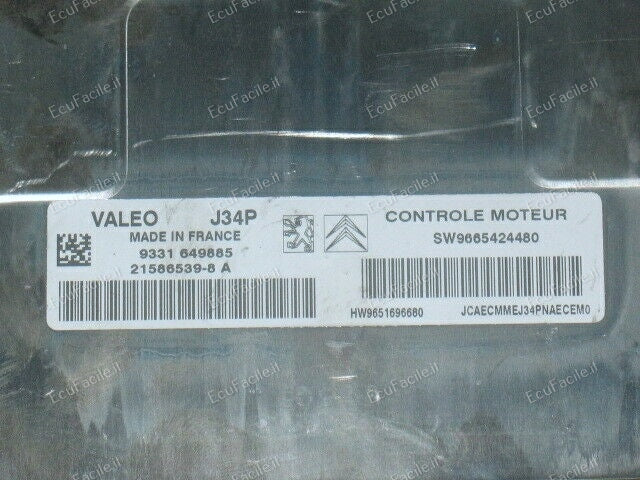 VALEO J34P
MADE IN FRANCE
9331 649885
21586539-8 A
CONTROLE MOTEUR
SW9665424480
HW9651696680
JCAECMMEJ34PNAECEM0
EcuFacile.it